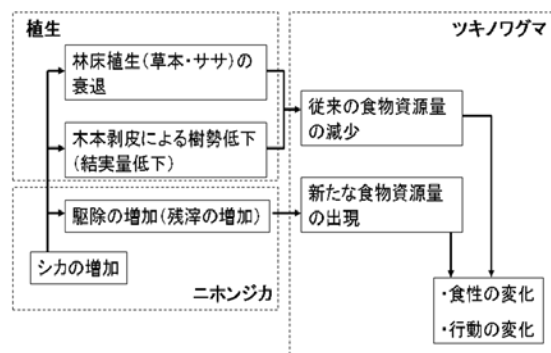 植生
ツキノワグマ
林床植生(草本・ササ)の
衰退
木本剥皮による樹勢低下
(結実量低下)
従来の食物資源量
の減少
駆除の増加(残滓の増加)
新たな食物資源量
の出現
シカの増加
ニホンジカ
・食性の変化
・行動の変化